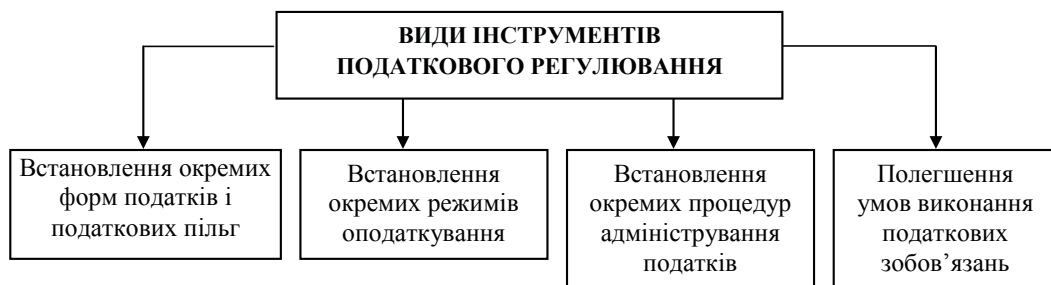 ВИДИ ІНСТРУМЕНТІВ
ПОДАТКОВОГО РЕГУЛЮВАННЯ
Встановлення окремих
форм податків і
податкових пільг
Встановлення
окремих режимів
оподаткування
Встановлення
окремих процедур
адміністрування
податків
Полегшення
умов виконання
податкових
зобов’язань